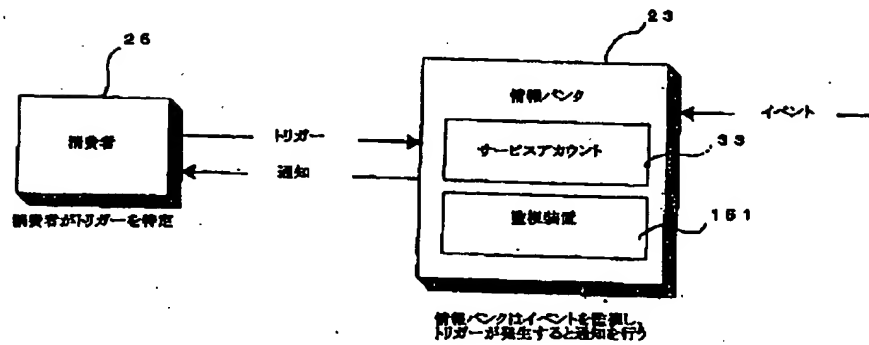 26
23
消費者
トリガー
通知
情報バンク
サービスアカウント
33
監視装置
161
イベント
消費者がトリガーを特定
情報バンクはイベントを監視し、
トリガーが発生すると通知を行う